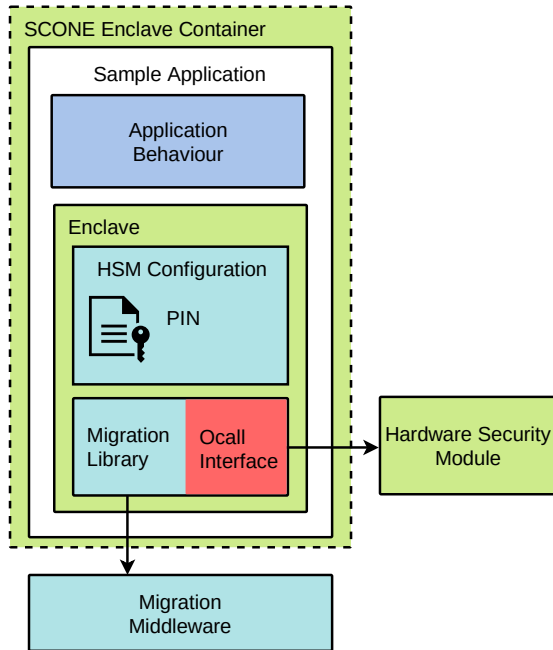 SCONE Enclave Container
Sample Application
Application
Behaviour
Enclave
HSM Configuration
PIN
Migration
Library
Ocall
Interface
Hardware Security
Module
Migration
Middleware